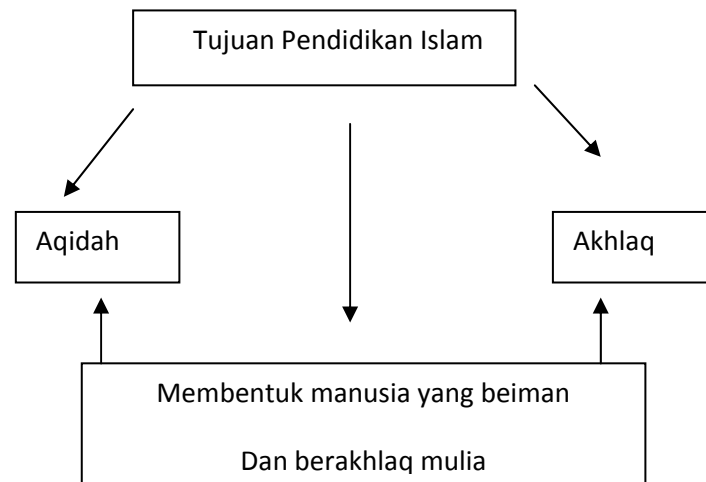 Tujuan Pendidikan Islam
Aqidah
Akhlaq
Membentuk manusia yang beiman
Dan berakhlaq mulia